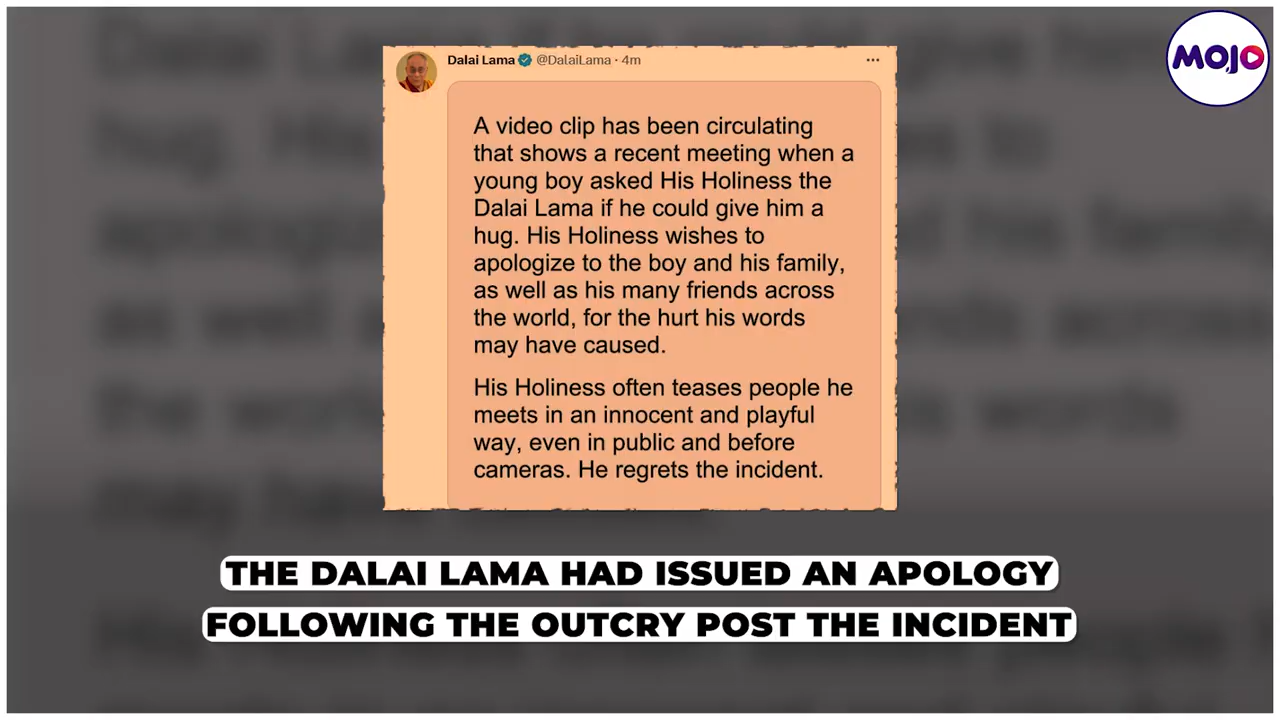 MOJO
Dalai Lama @DalaiLama · 4m
A video clip has been circulating
that shows a recent meeting when a
young boy asked His Holiness the
Dalai Lama if he could give him a
hug. His Holiness wishes to
apologize to the boy and his family,
as well as his many friends across
the world, for the hurt his words
may have caused.
His Holiness often teases people he
meets in an innocent and playful
way, even in public and before
cameras. He regrets the incident.
THE DALAI LAMA HAD ISSUED AN APOLOGY
FOLLOWING THE OUTCRY POST THE INCIDENT